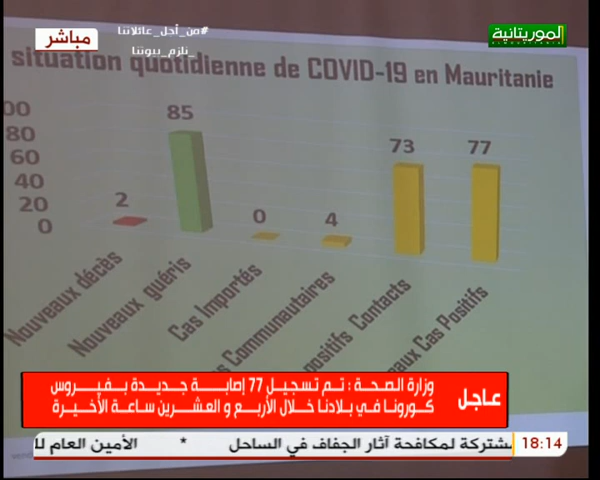 #من_أجل_عائلاتنا
_نلزم_بيوتنا
مباشر
الموريتانية
situation quotidienne de COVID-19 en Mauritanie
00
80
60
40
20
0
2
85
0
4
73
77
Nouveaux décès
Nouveaux guéris
Cas Importés
s Communautaires
positifs Contacts
eaux Cas Positifs
عاجل
وزارة الصحة : تم تسجيل 77 إصابة جديدة بفيروس
كورونا في بلادنا خلال الأربع و العشرين ساعة الأخيرة
18:14
شتركة لمكافحة آثار الجفاف في الساحل * الأمين العام لل